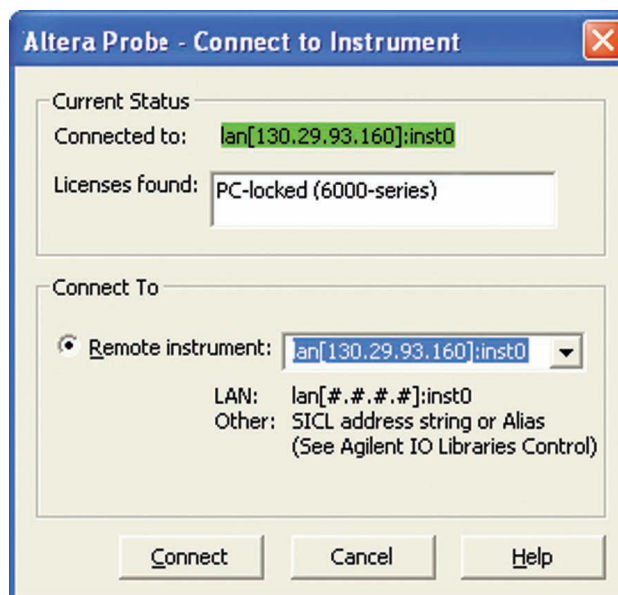 Altera Probe - Connect to Instrument
Current Status
Connected to: lan[130.29.93.160]:inst0
Licenses found: PC-locked (6000-series)
Connect To
Remote instrument: lan[130.29.93.160]:inst0
LAN: lan[#.#.#.#]:inst0
Other: SICL address string or Alias
(See Agilent IO Libraries Control)
Connect Cancel Help